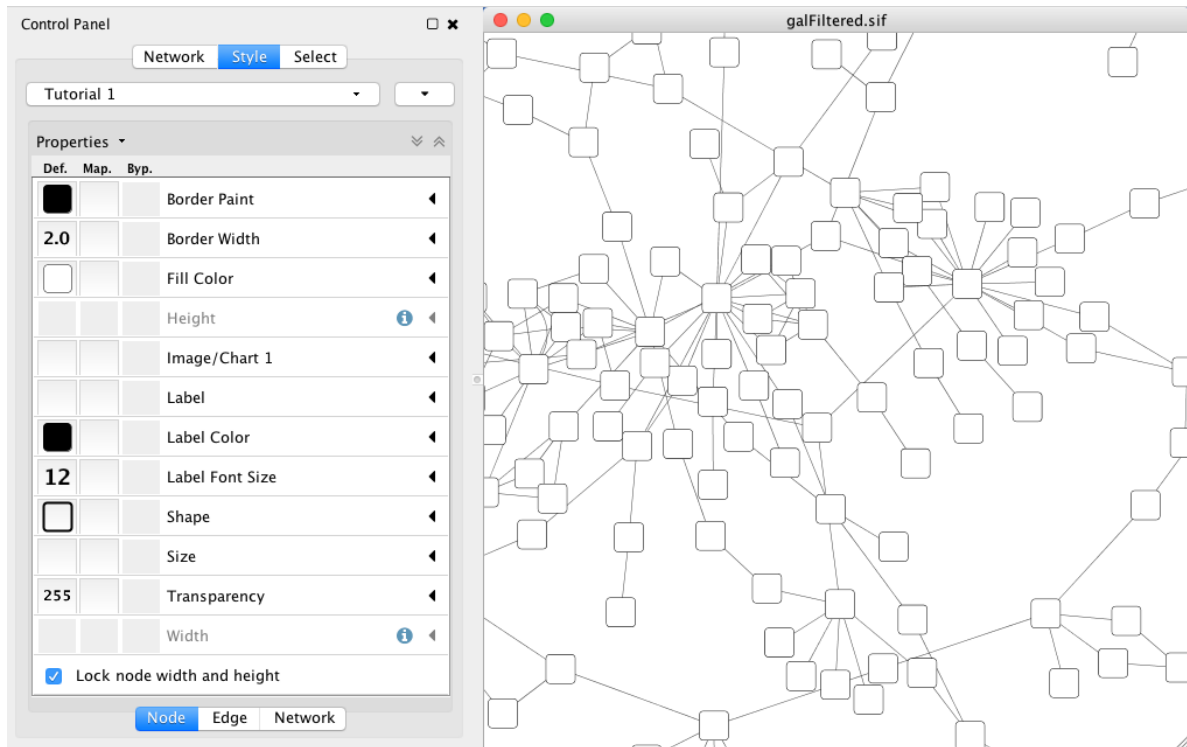 Control Panel
galFiltered.sif
Network Style Select
Tutorial 1
Properties
Def. Map. Byp.
Border Paint
2.0 Border Width
Fill Color
Height
Image/Chart 1
Label
Label Color
12 Label Font Size
Shape
Size
255 Transparency
Width
Lock node width and height
Node Edge Network